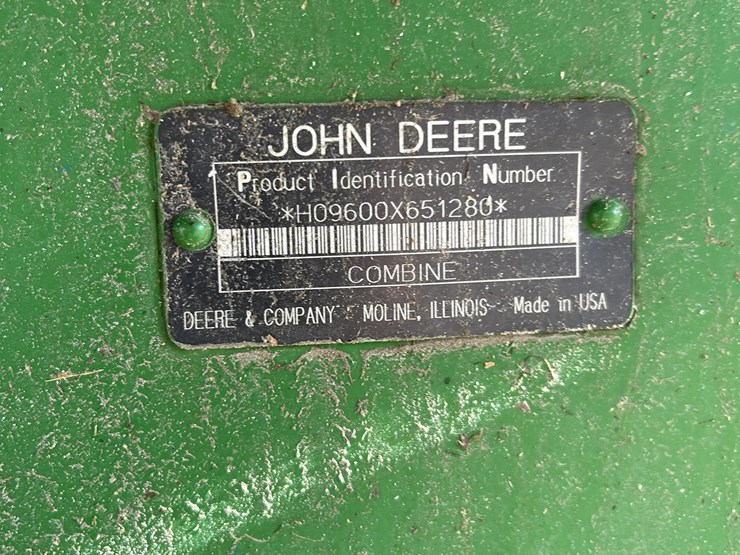 JOHN DEERE
Product Identification Number
*H09600X651280*
COMBINE
DEERE & COMPANY MOLINE, ILLINOIS Made in USA